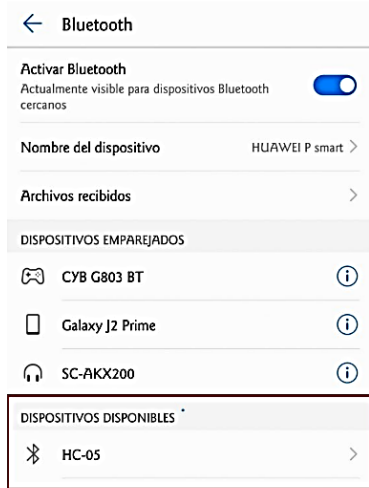 Bluetooth
Activar Bluetooth
Actualmente visible para dispositivos Bluetooth
cercanos
Nombre del dispositivo HUAWEI P smart
Archivos recibidos
DISPOSITIVOS EMPAREJADOS
CYB G803 BT
Galaxy J2 Prime
SC-AKX200
DISPOSITIVOS DISPONIBLES
HC-05